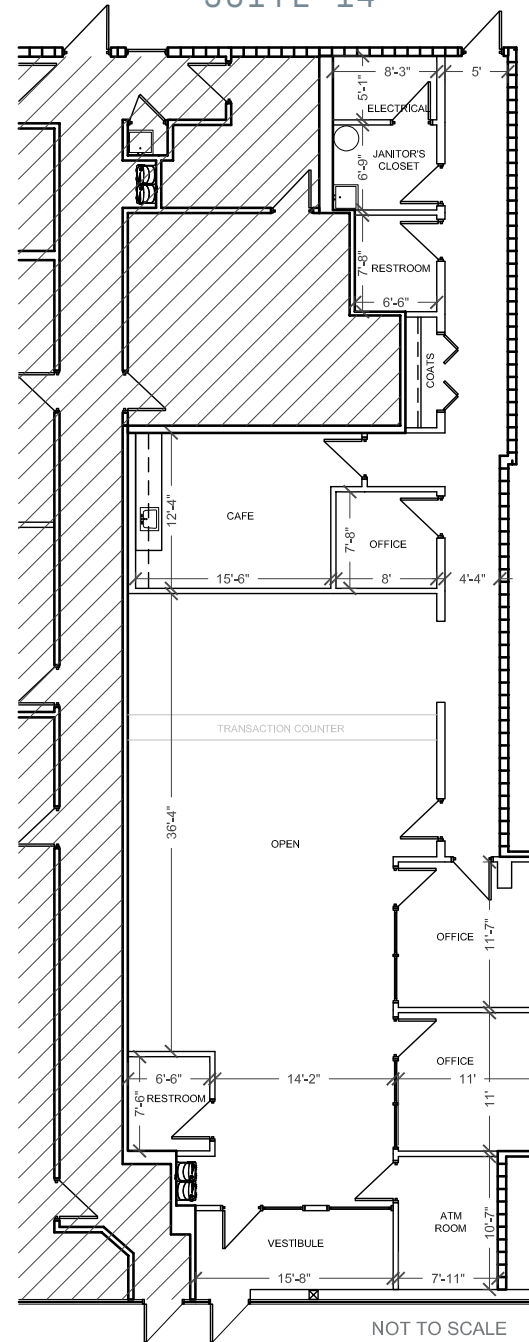 SUITE 14
8'-3"
5'
5'-1"
ELECTRICAL
6'-9"
JANITOR'S
CLOSET
7'-8"
RESTROOM
6'-6"
COATS
12'-4"
CAFE
7'-8"
OFFICE
15'-6"
8'
4'-4"
TRANSACTION COUNTER
36'-4"
OPEN
OFFICE
11'-7"
OFFICE
6'-6"
14'-2"
11'
7'-6"
RESTROOM
11'
ATM
ROOM
10'-7"
VESTIBULE
15'-8"
7'-11"
NOT TO SCALE